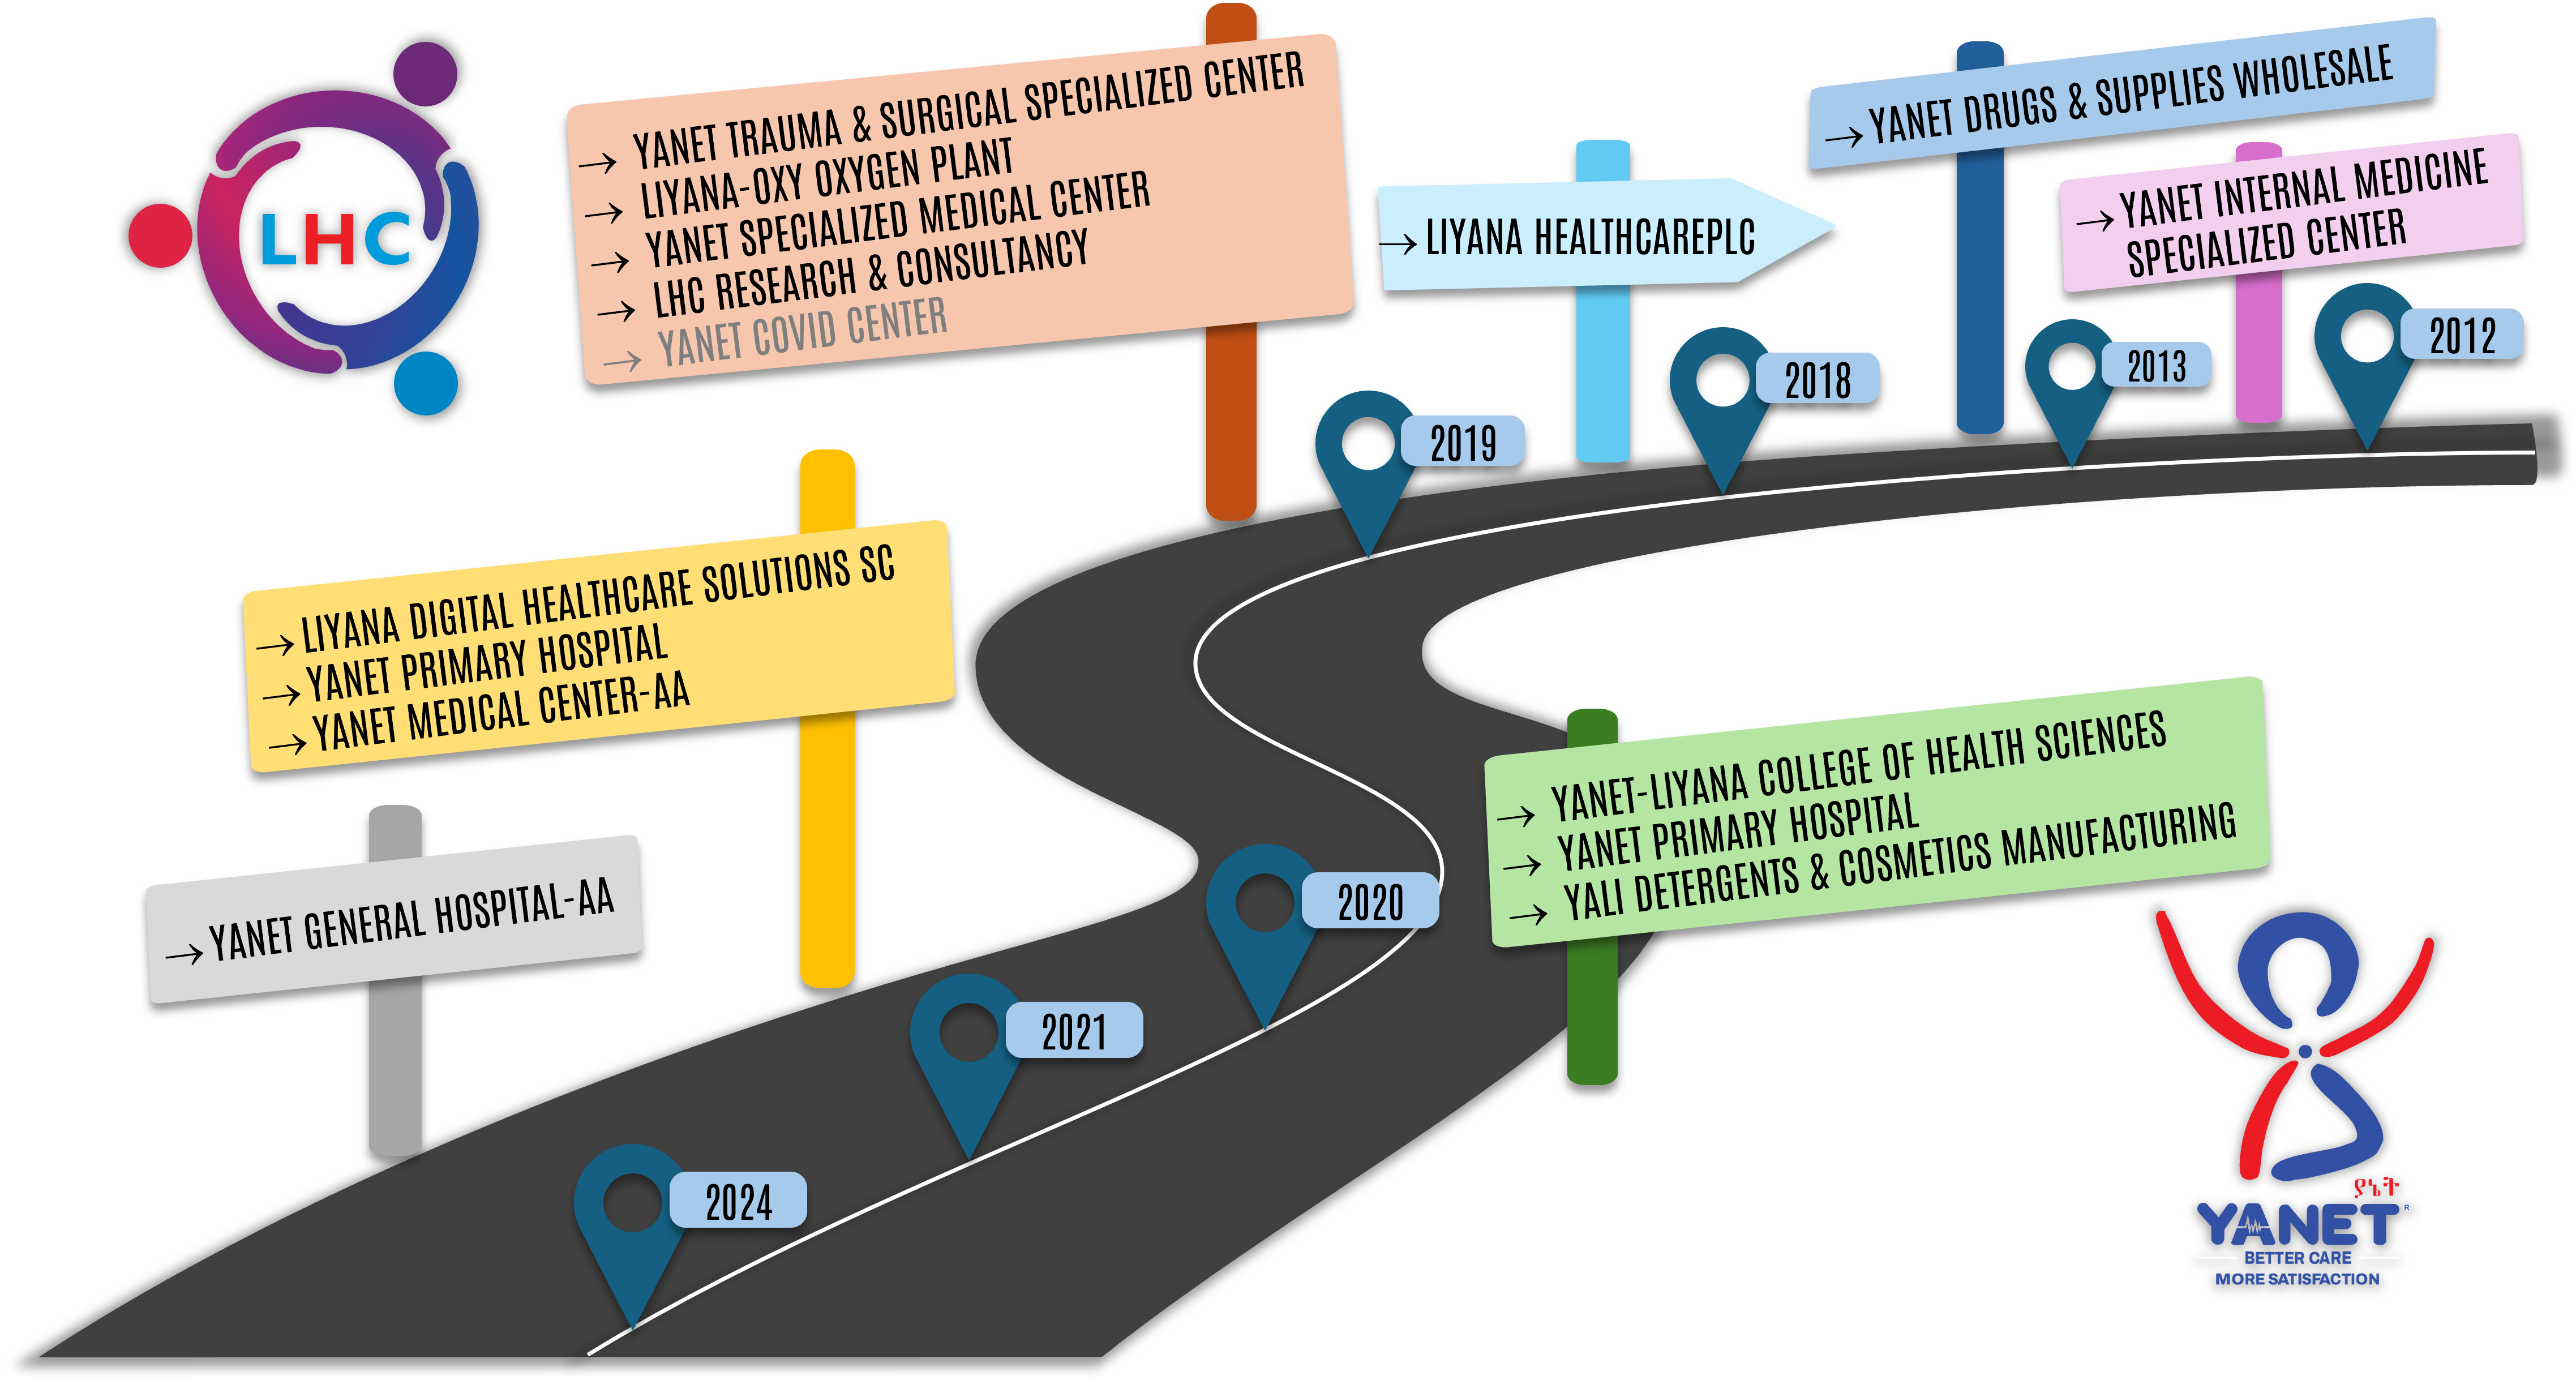 LHC
→ YANET TRAUMA & SURGICAL SPECIALIZED CENTER
→ LIYANA-OXY OXYGEN PLANT
→ YANET SPECIALIZED MEDICAL CENTER
→ LHC RESEARCH & CONSULTANCY
→ YANET COVID CENTER
→ LIYANA HEALTHCAREPLC
→ YANET DRUGS & SUPPLIES WHOLESALE
→ YANET INTERNAL MEDICINE
SPECIALIZED CENTER
2012
2013
2018
2019
→ LIYANA DIGITAL HEALTHCARE SOLUTIONS SC
→ YANET PRIMARY HOSPITAL
→ YANET MEDICAL CENTER-AA
→ YANET-LIYANA COLLEGE OF HEALTH SCIENCES
→ YANET PRIMARY HOSPITAL
→ YALI DETERGENTS & COSMETICS MANUFACTURING
→ YANET GENERAL HOSPITAL-AA
2020
2021
2024
ያኔት
YANET®
BETTER CARE
MORE SATISFACTION